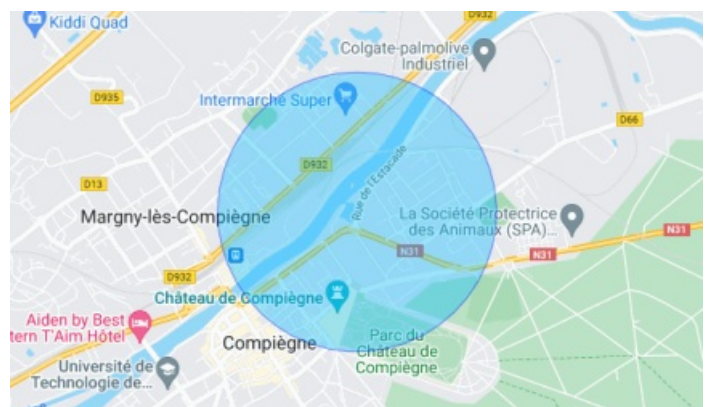 Kiddi Quad
D932
Colgate-palmolive
Industriel
D935
Intermarche Super
D66
D932
Rue de l'Estacade
D13
Margny-lès-Compiègne
La Société Protectrice
des Animaux (SPA)...
N31
N31
N31
D932
Château de Compiègne
Aiden by Best
tern T'Aim Hôtel
Compiègne
Parc du
Château de
Compiègne
Université de
Technologie de...